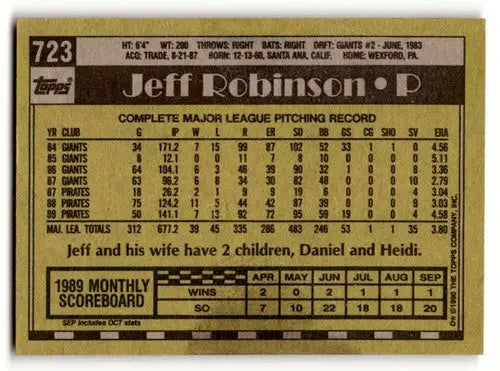 723
HT: 6'4" WT: 200 THROWS: RIGHT BATS: RIGHT DRFT: GIANTS #2 - JUNE, 1983
ACQ: TRADE, 8-21-87 BORN: 12-13-60, SANTA ANA, CALIF. HOME: WEXFORD, PA.
Topps Jeff Robinson • P
COMPLETE MAJOR LEAGUE PITCHING RECORD
YR CLUB G IP W L R ER SO BB GS CG SHO SV ERA
84 GIANTS 34 171.2 7 15 99 87 102 52 33 1 1 0 4.56
85 GIANTS 8 12.1 0 0 11 7 8 10 0 0 0 0 5.11
86 GIANTS 64 104.1 6 3 46 39 90 32 1 0 0 8 3.36
87 GIANTS 63 96.2 6 8 34 30 82 48 0 0 0 10 2.79
87 PIRATES 18 26.2 2 1 9 9 19 6 0 0 0 4 3.04
88 PIRATES 75 124.2 11 5 44 42 87 39 0 0 0 9 3.03
89 PIRATES 50 141.1 7 13 92 72 95 59 19 0 0 4 4.58
MAJ. LEA. TOTALS 312 677.2 39 45 335 286 483 246 53 1 1 35 3.80
Jeff and his wife have 2 children, Daniel and Heidi.
1989 MONTHLY SCOREBOARD
APR MAY JUN JUL AUG SEP
WINS 2 0 2 1 1 1
SO 7 10 22 18 18 20
SEP includes OCT stats
D★ ©1990 THE TOPPS COMPANY, INC.